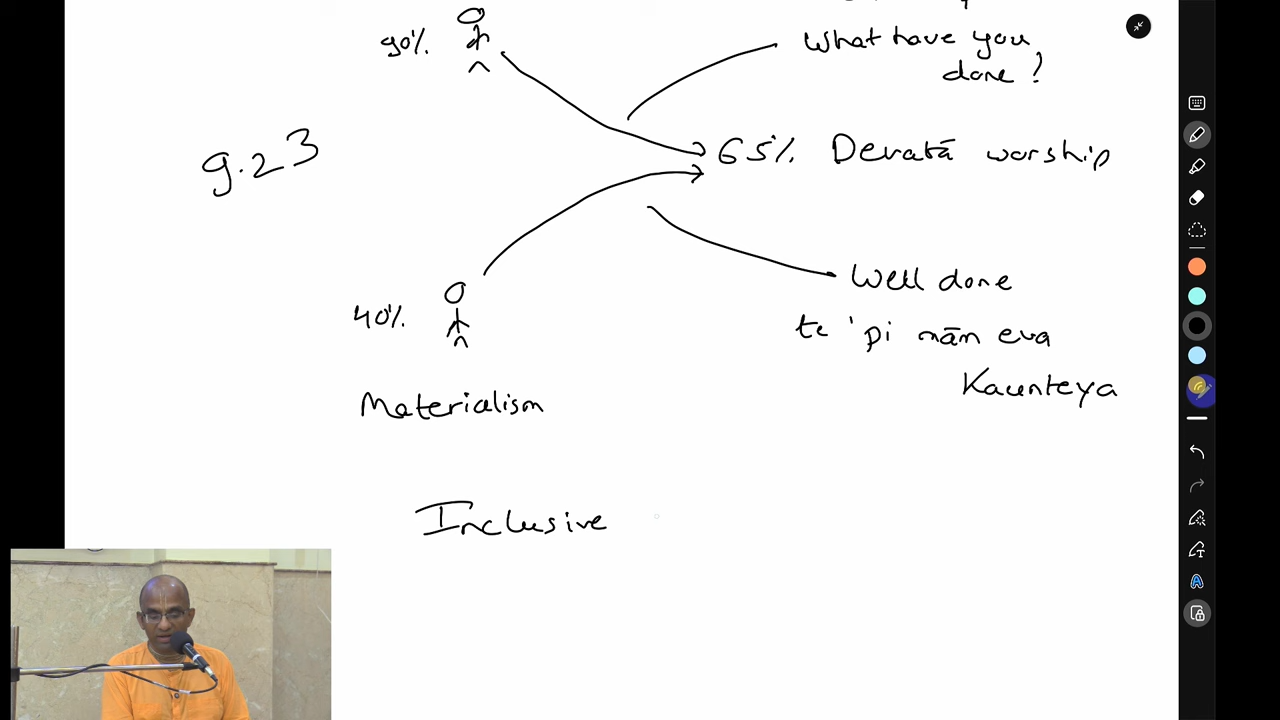 90%
What have you
done?
9.23
65% Devatā worship
Well done
40%
te 'pi mām eva
Kaunteya
Materialism
Inclusive